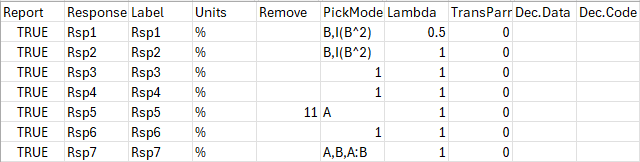 Report Response Label Units Remove PickMode Lambda TransParr Dec.Data Dec.Code
TRUE Rsp1 Rsp1 % B,I(B^2) 0.5 0
TRUE Rsp2 Rsp2 % B,I(B^2) 1 0
TRUE Rsp3 Rsp3 % 1 1 0
TRUE Rsp4 Rsp4 % 1 1 0
TRUE Rsp5 Rsp5 % 11 A 1 0
TRUE Rsp6 Rsp6 % 1 1 0
TRUE Rsp7 Rsp7 % A,B,A:B 1 0